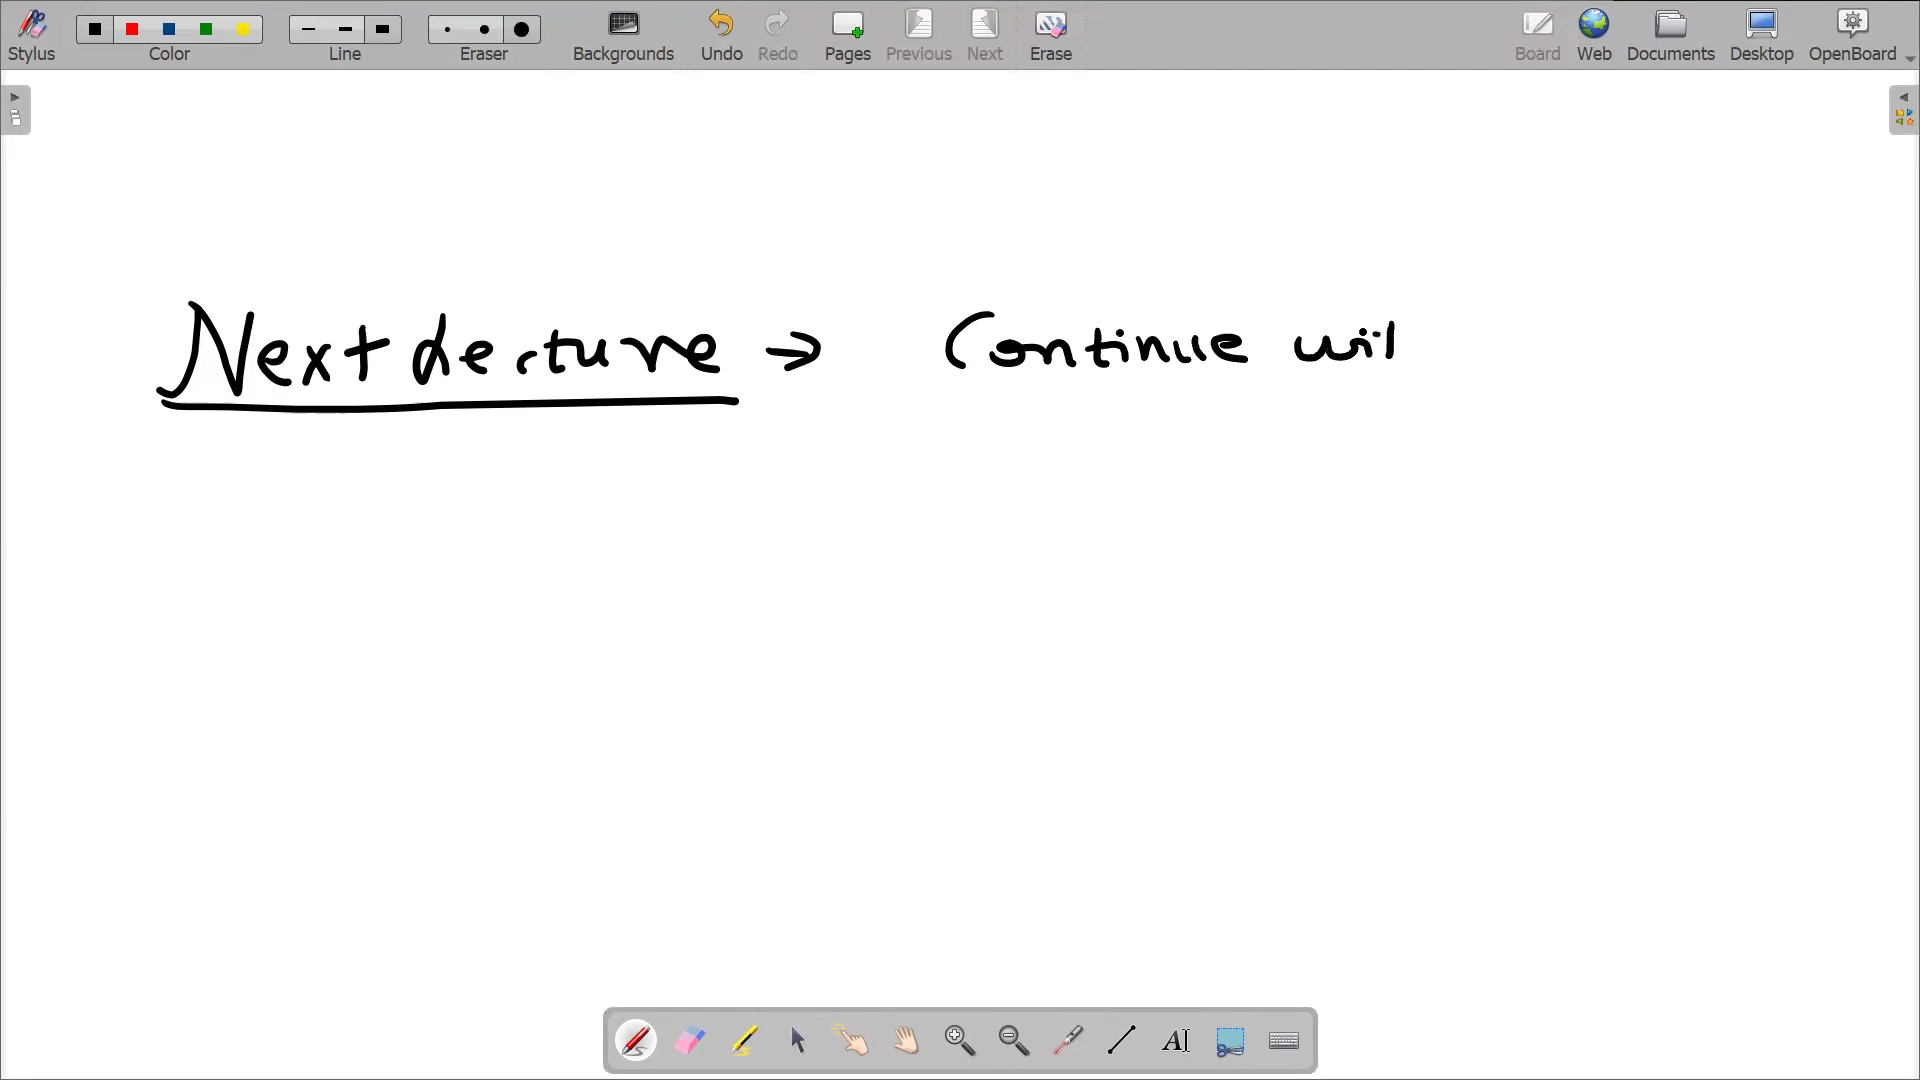 Stylus Color Line Eraser Backgrounds Undo Redo Pages Previous Next Erase Board Web Documents Desktop OpenBoard
Next lecture → Continue wit